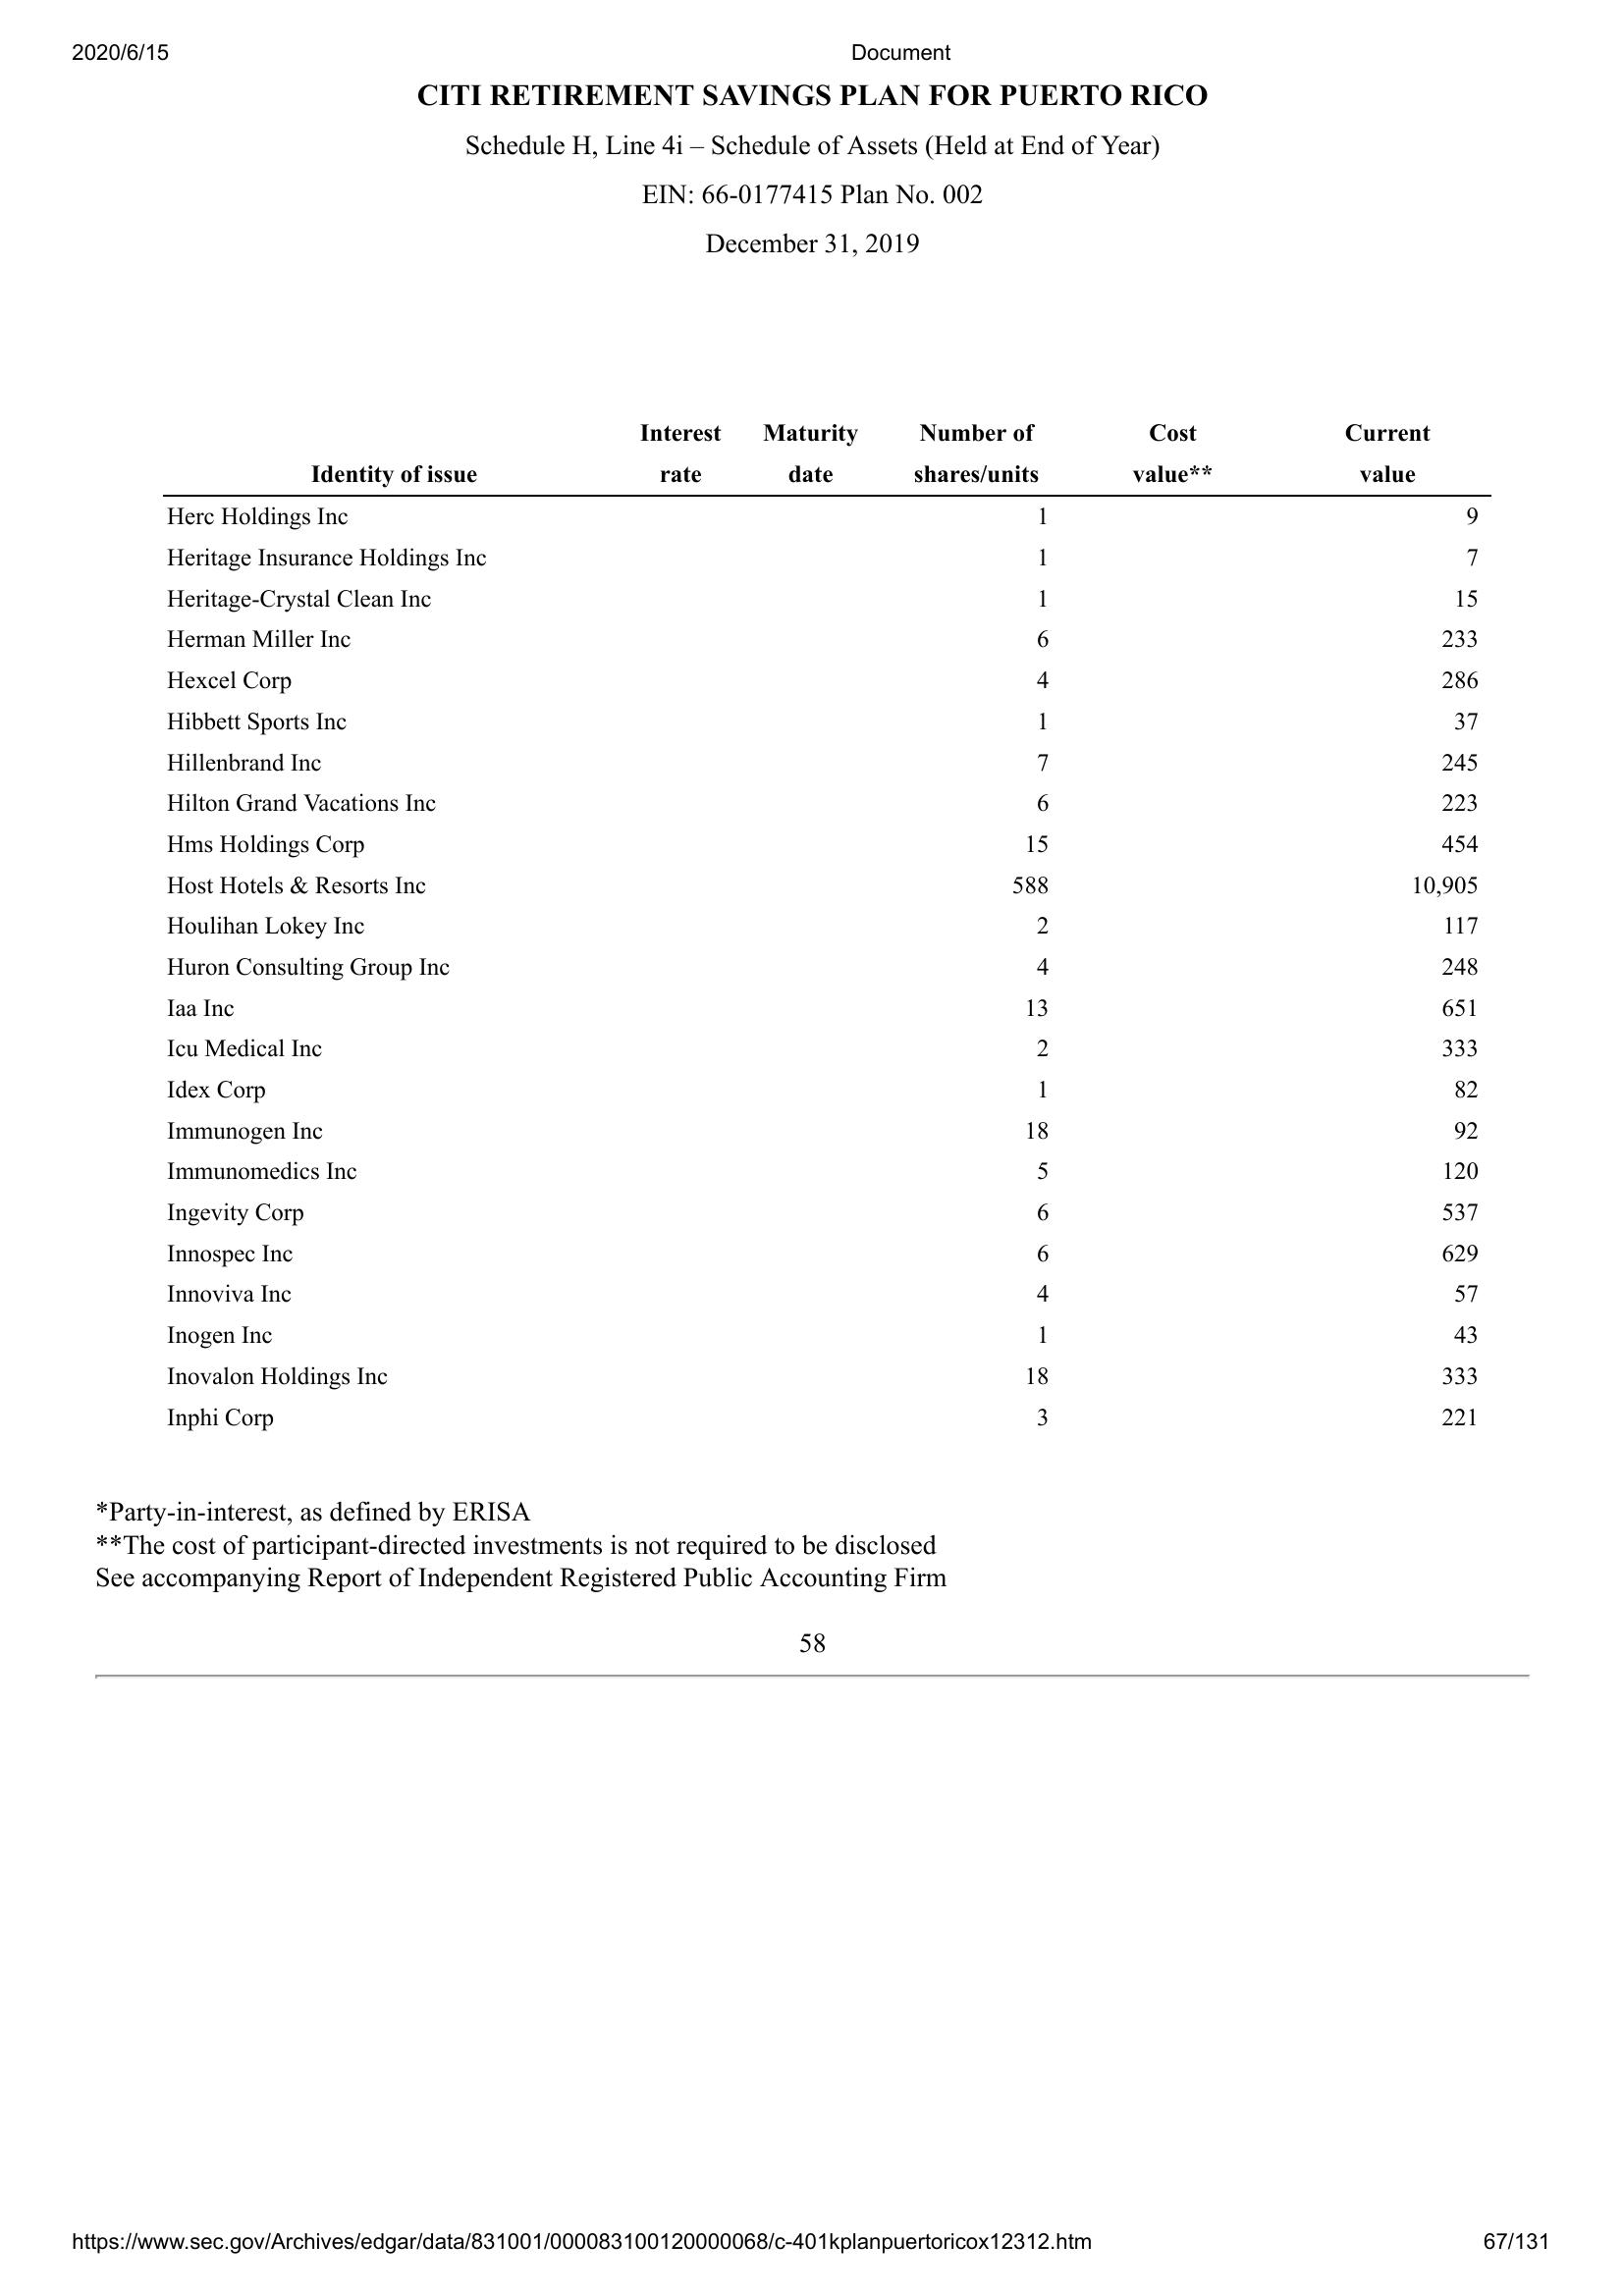 2020/6/15 Document
CITI RETIREMENT SAVINGS PLAN FOR PUERTO RICO
Schedule H, Line 4i – Schedule of Assets (Held at End of Year)
EIN: 66-0177415 Plan No. 002
December 31, 2019
Interest Maturity Number of Cost Current
Identity of issue rate date shares/units value** value
Herc Holdings Inc 1 9
Heritage Insurance Holdings Inc 1 7
Heritage-Crystal Clean Inc 1 15
Herman Miller Inc 6 233
Hexcel Corp 4 286
Hibbett Sports Inc 1 37
Hillenbrand Inc 7 245
Hilton Grand Vacations Inc 6 223
Hms Holdings Corp 15 454
Host Hotels & Resorts Inc 588 10,905
Houlihan Lokey Inc 2 117
Huron Consulting Group Inc 4 248
Iaa Inc 13 651
Icu Medical Inc 2 333
Idex Corp 1 82
Immunogen Inc 18 92
Immunomedics Inc 5 120
Ingevity Corp 6 537
Innospec Inc 6 629
Innoviva Inc 4 57
Inogen Inc 1 43
Inovalon Holdings Inc 18 333
Inphi Corp 3 221
*Party-in-interest, as defined by ERISA
**The cost of participant-directed investments is not required to be disclosed
See accompanying Report of Independent Registered Public Accounting Firm
58
https://www.sec.gov/Archives/edgar/data/831001/000083100120000068/c-401kplanpuertoricox12312.htm 67/131